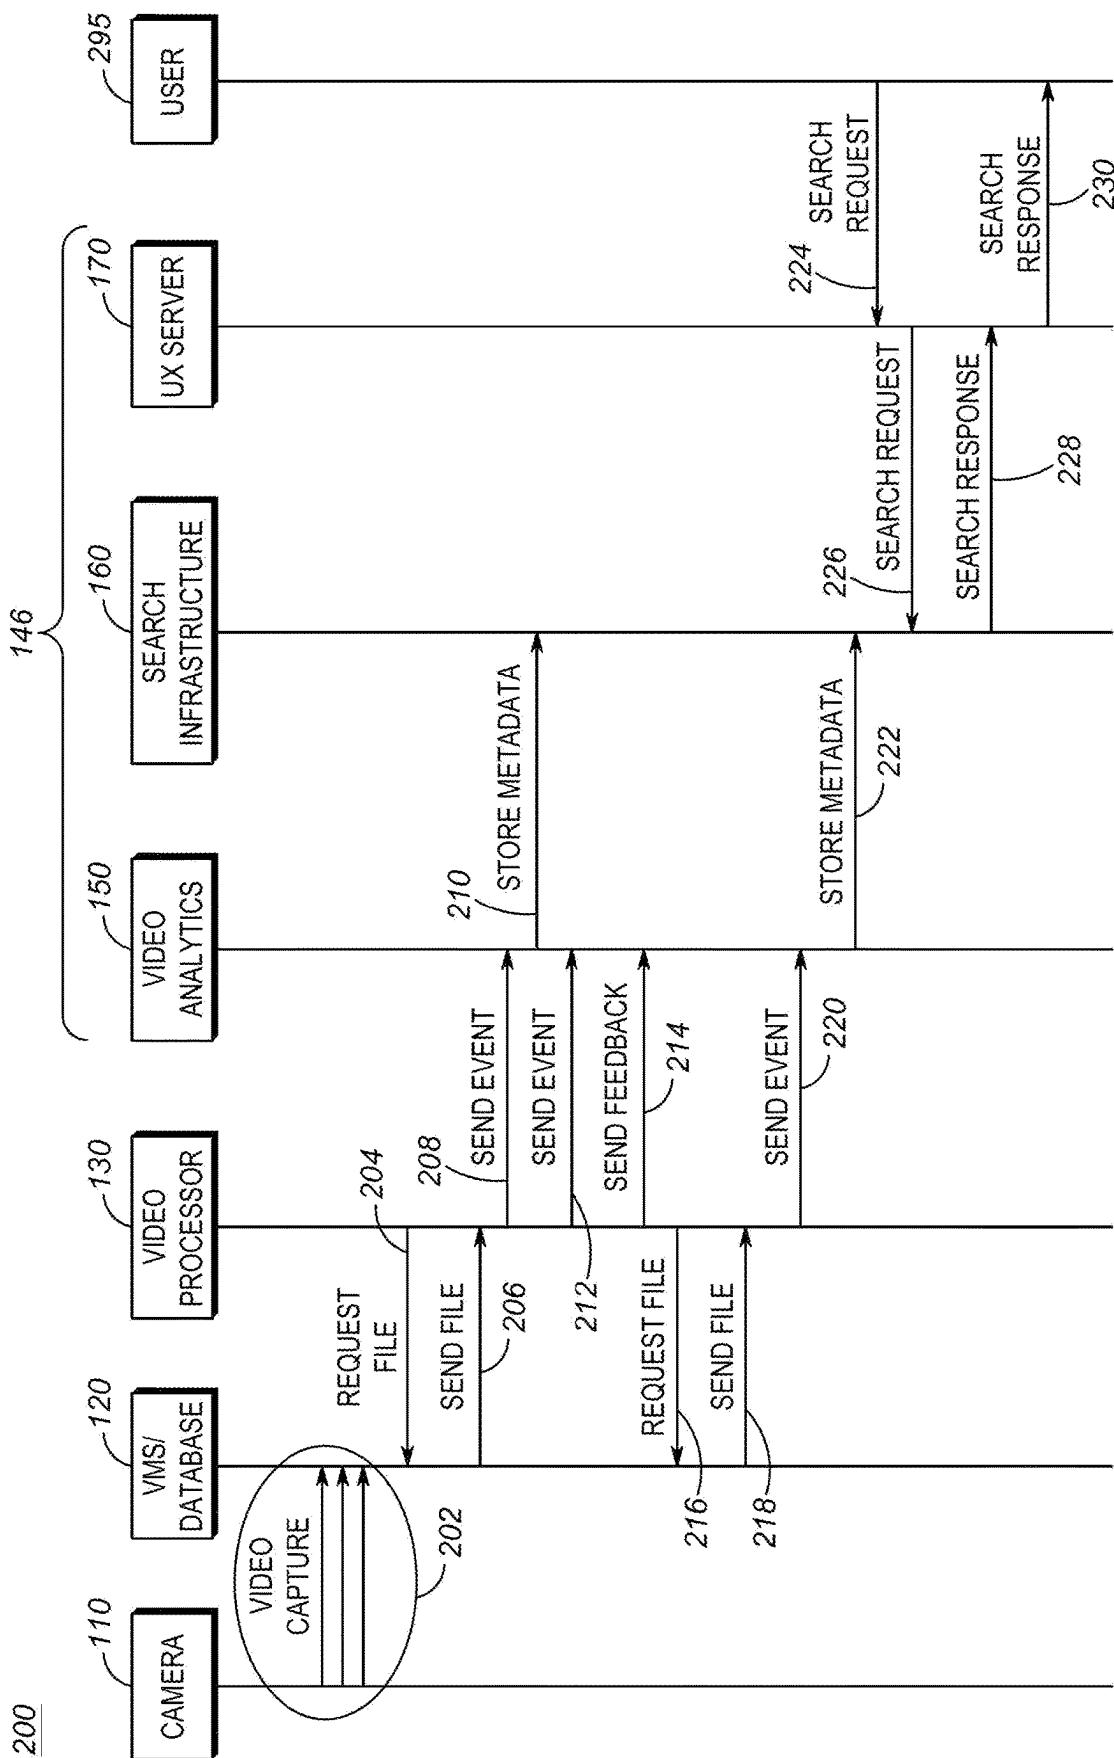 200
146
110
120
130
150
160
170
295
CAMERA
VMS/
DATABASE
VIDEO
PROCESSOR
VIDEO
ANALYTICS
SEARCH
INFRASTRUCTURE
UX SERVER
USER
VIDEO
CAPTURE
202
REQUEST
FILE
204
SEND FILE
206
SEND EVENT
208
STORE METADATA
210
SEND EVENT
212
SEND FEEDBACK
214
REQUEST FILE
216
SEND FILE
218
SEND EVENT
220
STORE METADATA
222
SEARCH
REQUEST
224
SEARCH REQUEST
226
SEARCH RESPONSE
228
SEARCH
RESPONSE
230